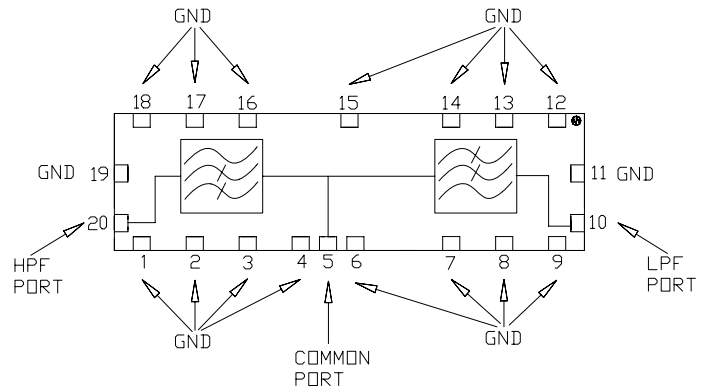 GND GND
18 17 16 15 14 13 12
GND 19 11 GND
20 10
1 2 3 4 5 6 7 8 9
HPF
PORT
LPF
PORT
GND GND
COMMON
PORT